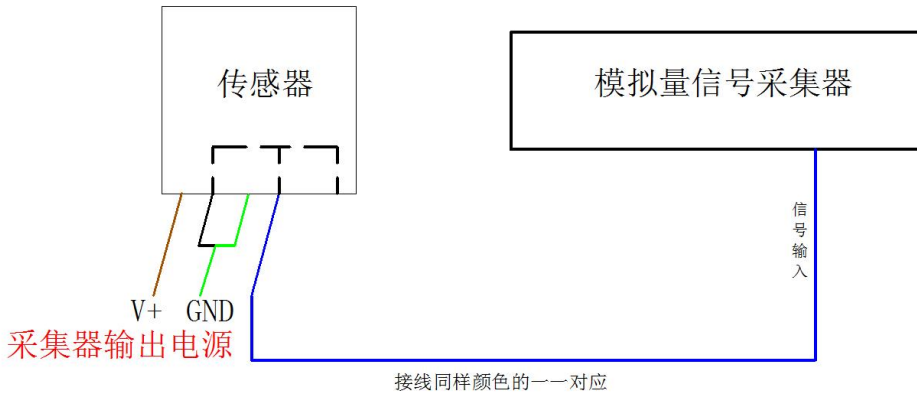 传感器
模拟量信号采集器
信号输入
V+ GND
采集器输出电源
接线同样颜色的一一对应